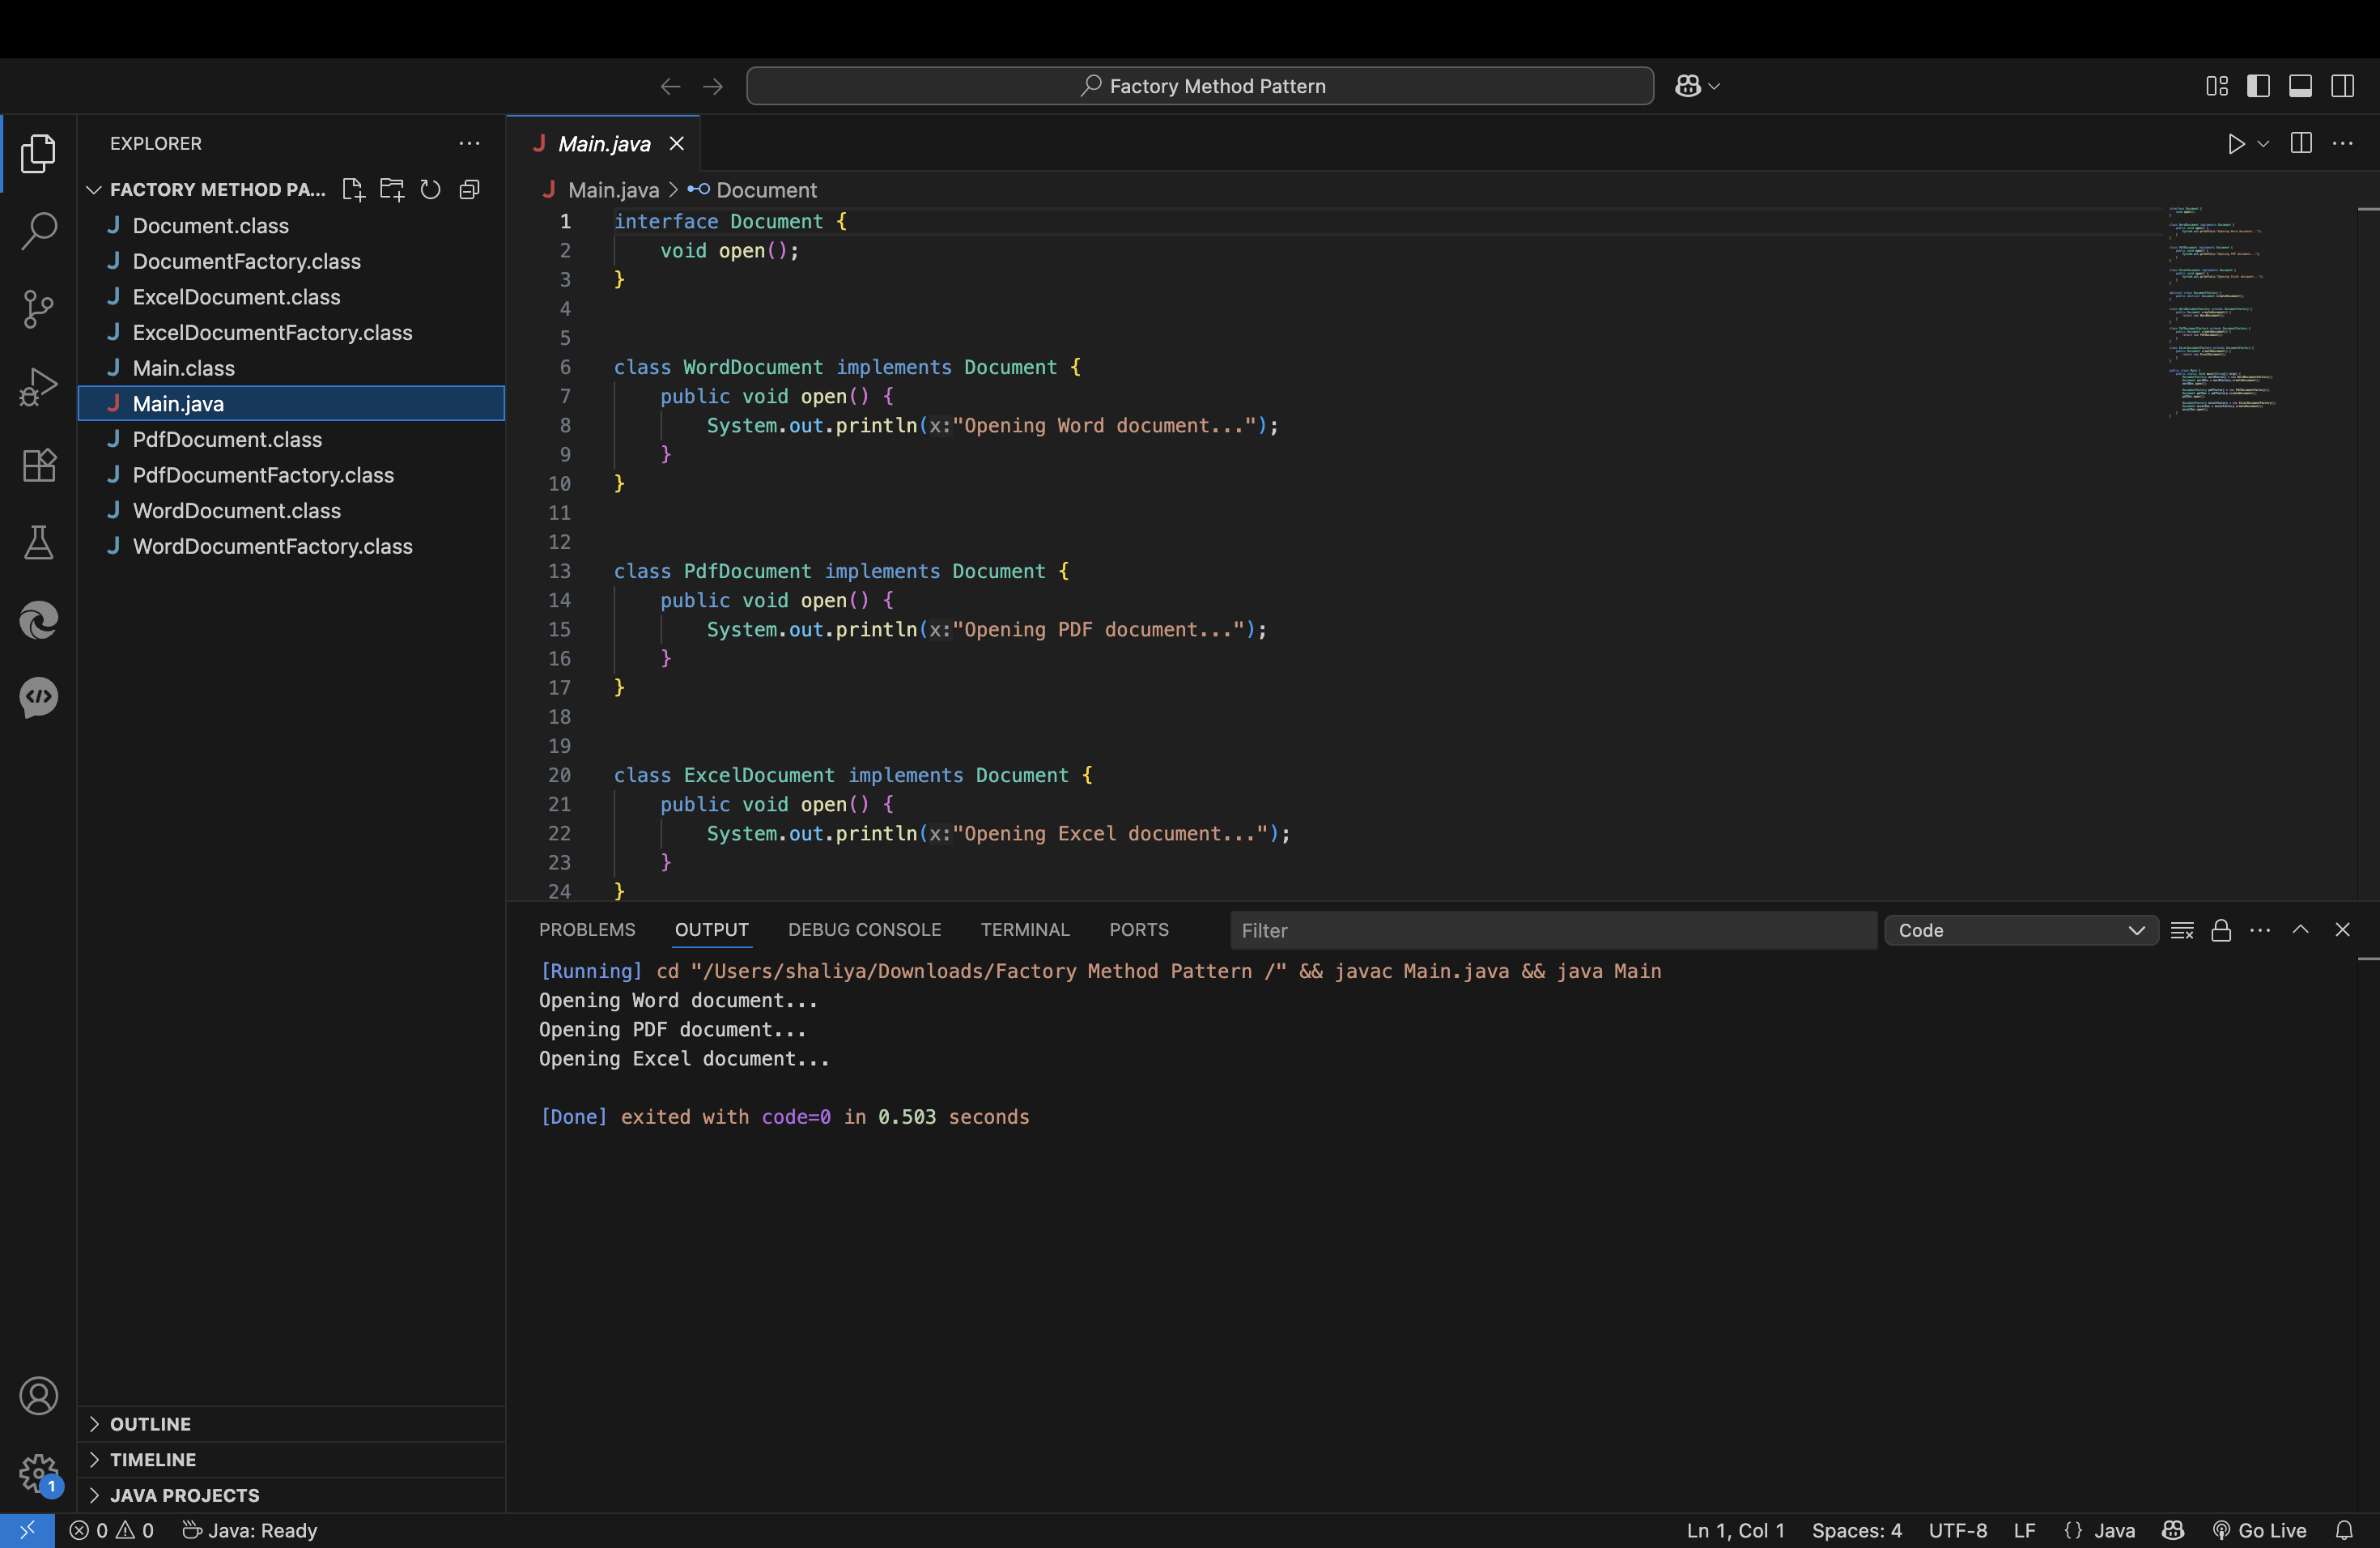 Factory Method Pattern
EXPLORER
FACTORY METHOD PA...
Document.class
DocumentFactory.class
ExcelDocument.class
ExcelDocumentFactory.class
Main.class
Main.java
PdfDocument.class
PdfDocumentFactory.class
WordDocument.class
WordDocumentFactory.class
OUTLINE
TIMELINE
JAVA PROJECTS
Main.java
Main.java > Document
1 interface Document {
2 void open();
3 }
4
5
6 class WordDocument implements Document {
7 public void open() {
8 System.out.println(x:"Opening Word document...");
9 }
10 }
11
12
13 class PdfDocument implements Document {
14 public void open() {
15 System.out.println(x:"Opening PDF document...");
16 }
17 }
18
19
20 class ExcelDocument implements Document {
21 public void open() {
22 System.out.println(x:"Opening Excel document...");
23 }
24 }
PROBLEMS OUTPUT DEBUG CONSOLE TERMINAL PORTS Filter Code
[Running] cd "/Users/shaliya/Downloads/Factory Method Pattern /" && javac Main.java && java Main
Opening Word document...
Opening PDF document...
Opening Excel document...
[Done] exited with code=0 in 0.503 seconds
1
0 0 Java: Ready Ln 1, Col 1 Spaces: 4 UTF-8 LF {} Java Go Live